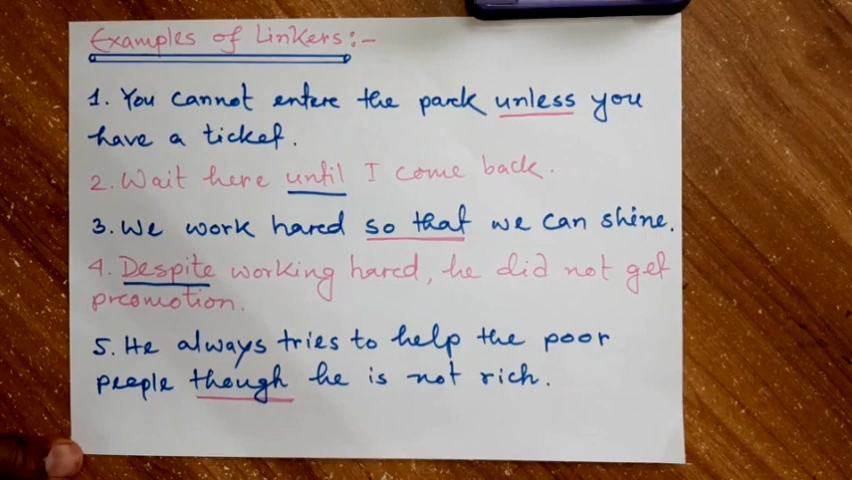 Examples of Linkers:-
1. You cannot enter the park unless you
have a ticket.
2. Wait here until I come back.
3. We work hard so that we can shine.
4. Despite working hard, he did not get
promotion.
5. He always tries to help the poor
people though he is not rich.